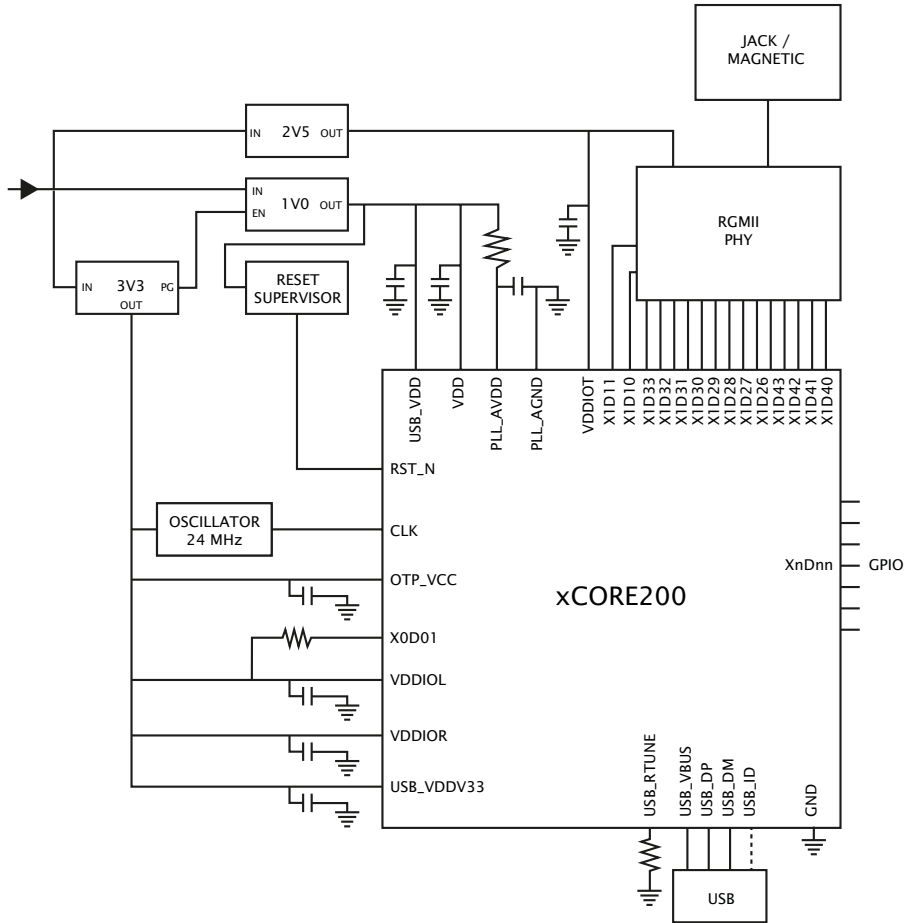 JACK /
MAGNETIC
IN 2V5 OUT
IN
1V0 OUT
EN
RGMII
PHY
IN 3V3 PG
OUT
RESET
SUPERVISOR
USB_VDD
VDD
PLL_AVDD
PLL_AGND
VDDIOT
X1D11
X1D10
X1D33
X1D32
X1D31
X1D30
X1D29
X1D28
X1D27
X1D26
X1D43
X1D42
X1D41
X1D40
RST_N
OSCILLATOR
24 MHz
CLK
XnDnn GPIO
OTP_VCC
xCORE200
X0D01
VDDIOL
VDDIOR
USB_VDDV33
USB_RTUNE
USB_VBUS
USB_DP
USB_DM
USB_ID
GND
USB